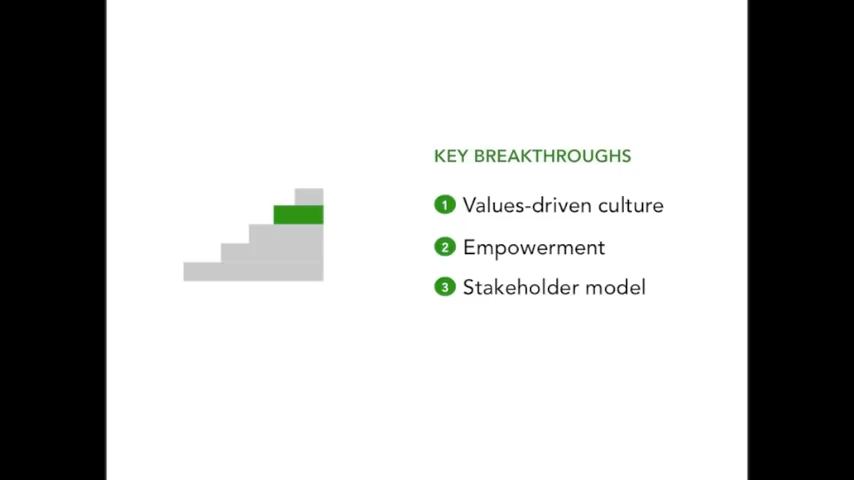 KEY BREAKTHROUGHS
1 Values-driven culture
2 Empowerment
3 Stakeholder model